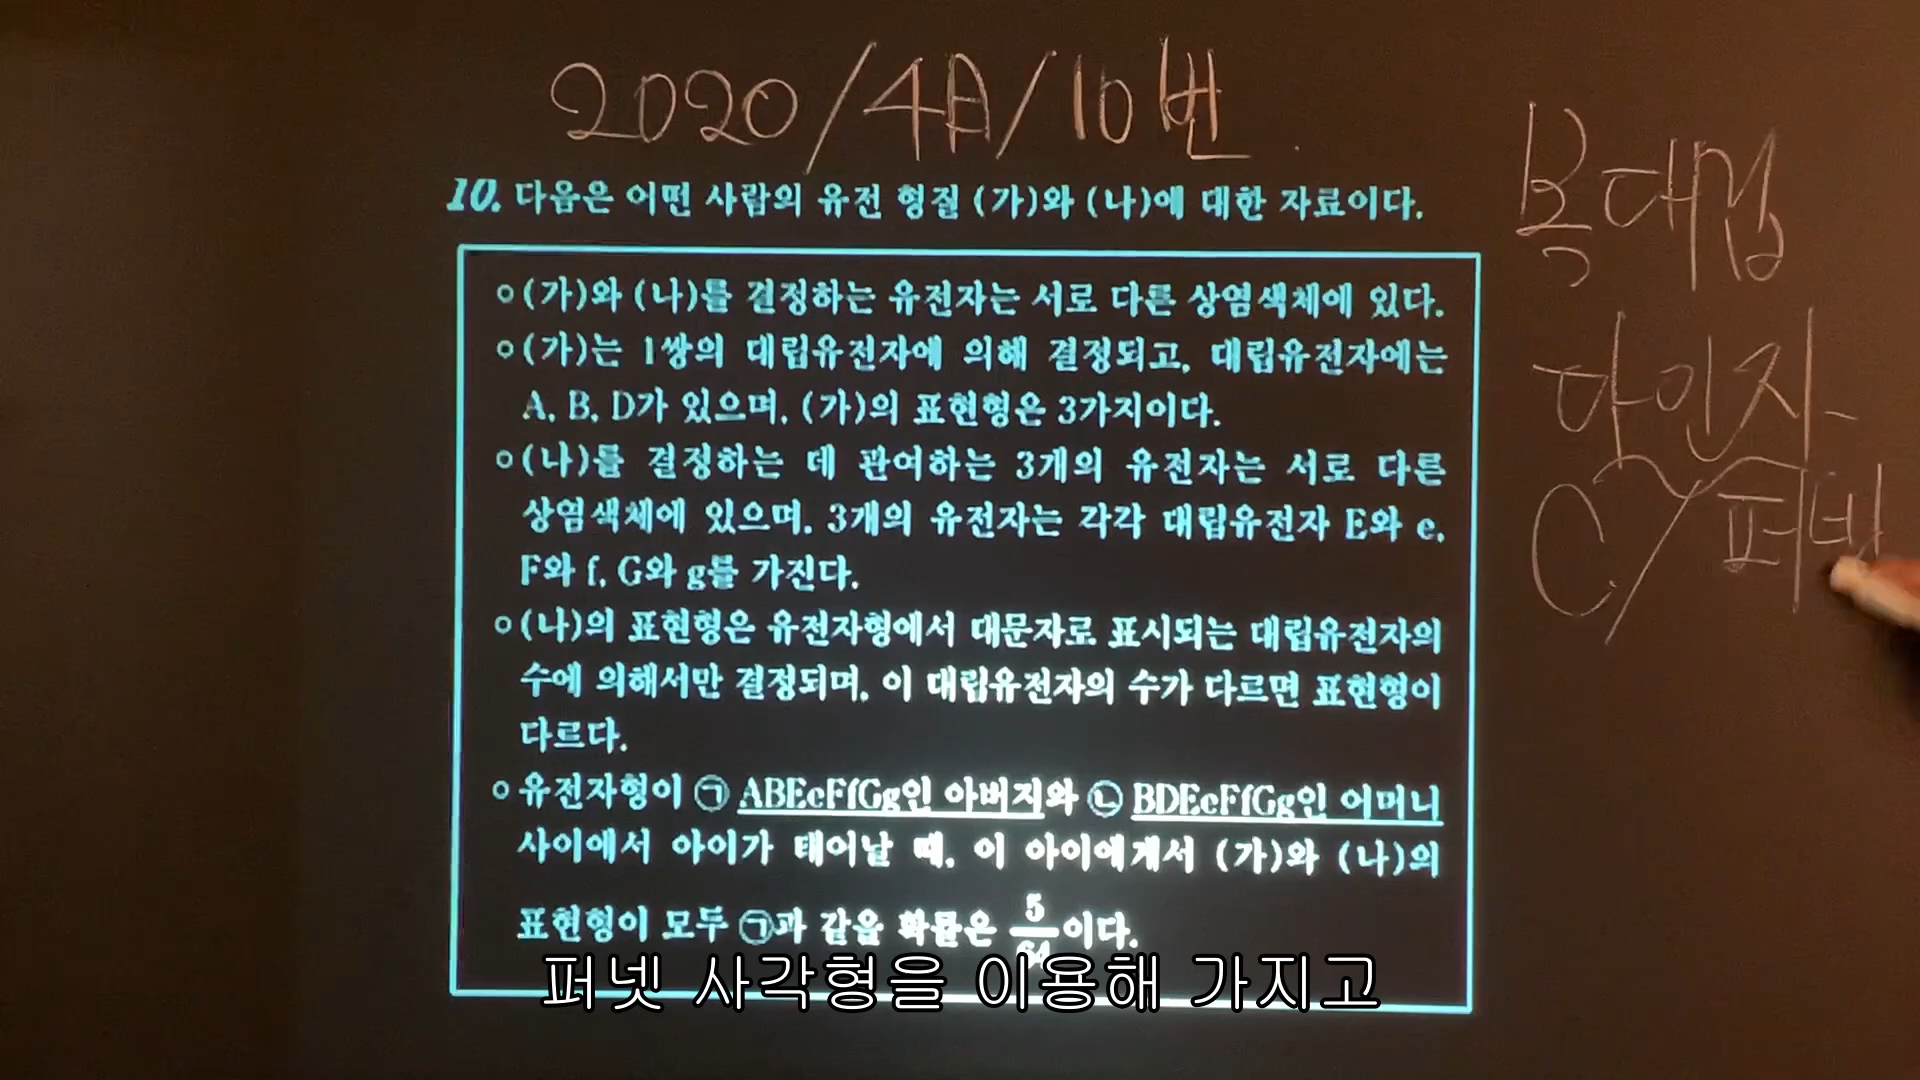 2020/4月/10번.
10. 다음은 어떤 사람의 유전 형질 (가)와 (나)에 대한 자료이다.
○(가)와 (나)를 결정하는 유전자는 서로 다른 상염색체에 있다.
○(가)는 1쌍의 대립유전자에 의해 결정되고, 대립유전자에는
A, B, D가 있으며, (가)의 표현형은 3가지이다.
○(나)를 결정하는 데 관여하는 3개의 유전자는 서로 다른
상염색체에 있으며, 3개의 유전자는 각각 대립유전자 E와 e,
F와 f, G와 g를 가진다.
○(나)의 표현형은 유전자형에서 대문자로 표시되는 대립유전자의
수에 의해서만 결정되며, 이 대립유전자의 수가 다르면 표현형이
다르다.
○유전자형이 ㉠ ABEeFfGg인 아버지와 ㉡ BDEeFfGg인 어머니
사이에서 아이가 태어날 때, 이 아이에게서 (가)와 (나)의
표현형이 모두 ㉠과 같을 확률은 5/64이다.
복대립
다인자
C/퍼넷
퍼넷 사각형을 이용해 가지고